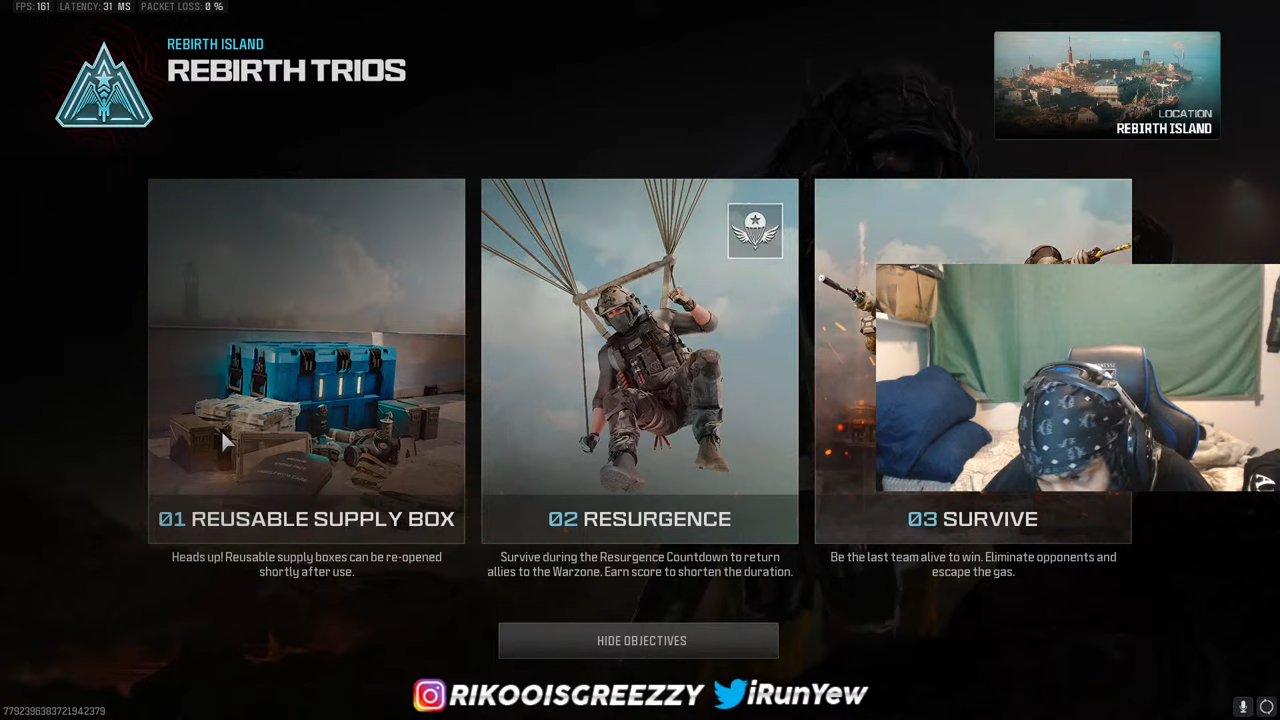 FPS: 161 LATENCY: 31 MS PACKET LOSS: 0 %
REBIRTH ISLAND
REBIRTH TRIOS
LOCATION
REBIRTH ISLAND
01 REUSABLE SUPPLY BOX
Heads up! Reusable supply boxes can be re-opened
shortly after use.
02 RESURGENCE
Survive during the Resurgence Countdown to return
allies to the Warzone. Earn score to shorten the duration.
03 SURVIVE
Be the last team alive to win. Eliminate opponents and
escape the gas.
HIDE OBJECTIVES
RIKOOISGREEZZY iRunYew
7792396383721942379